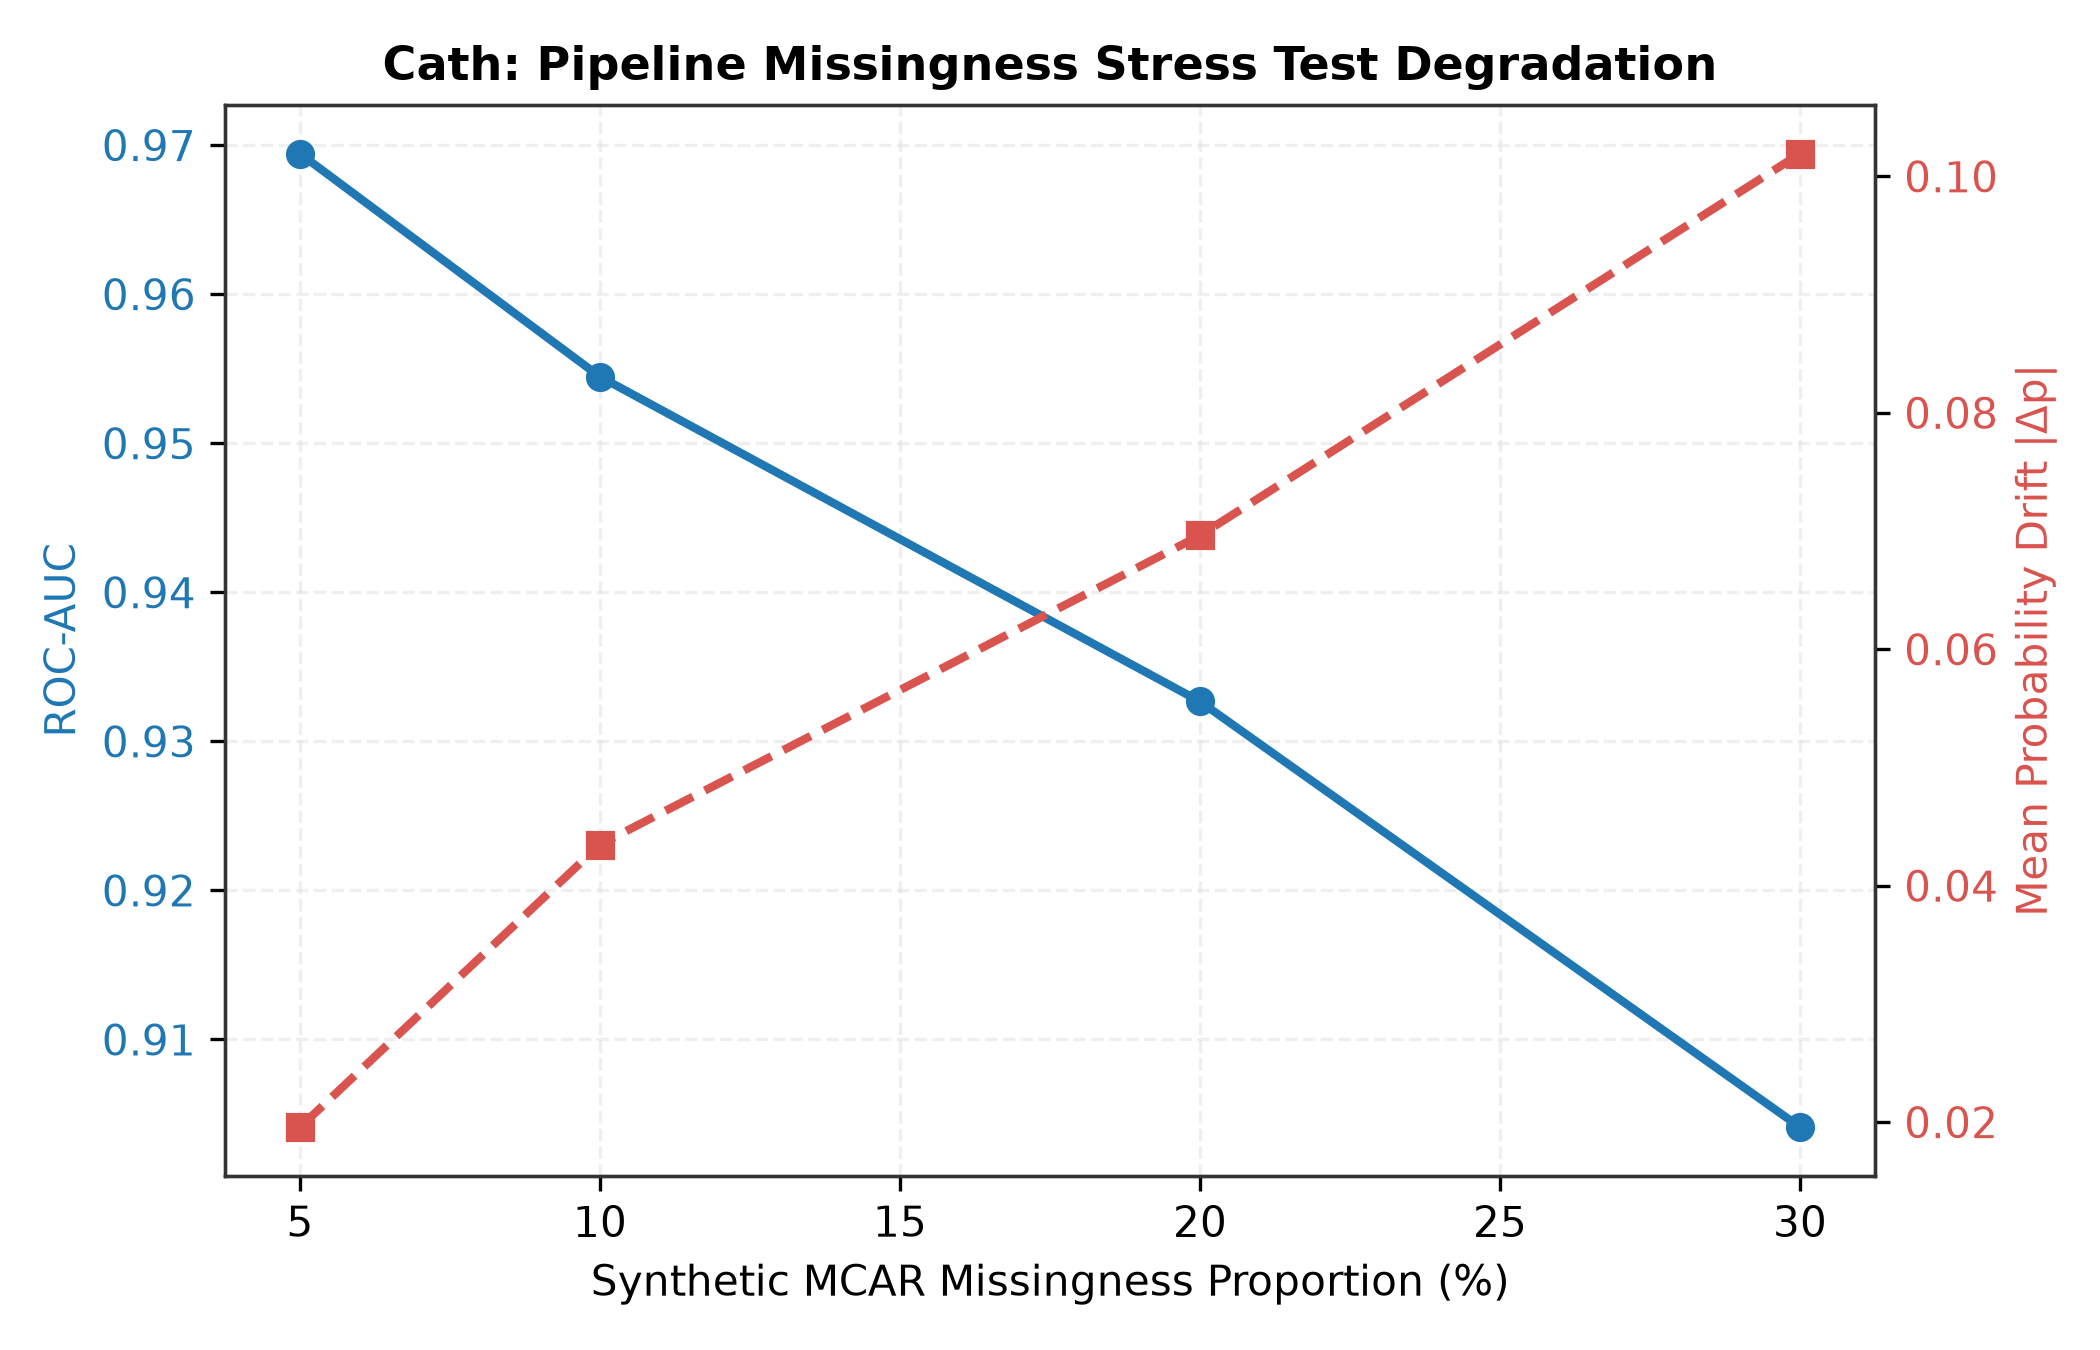 Cath: Pipeline Missingness Stress Test Degradation
ROC-AUC
0.97
0.96
0.95
0.94
0.93
0.92
0.91
0.10
0.08
0.06
0.04
0.02
Mean Probability Drift |Δp|
5 10 15 20 25 30
Synthetic MCAR Missingness Proportion (%)